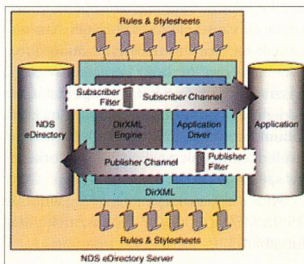 Rules & Stylesheets
Subscriber
Filter
Subscriber Channel
NDS
eDirectory
DirXML
Engine
Application
Driver
Application
Publisher Channel
Publisher
Filter
DirXML
Rules & Stylesheets
NDS eDirectory Server